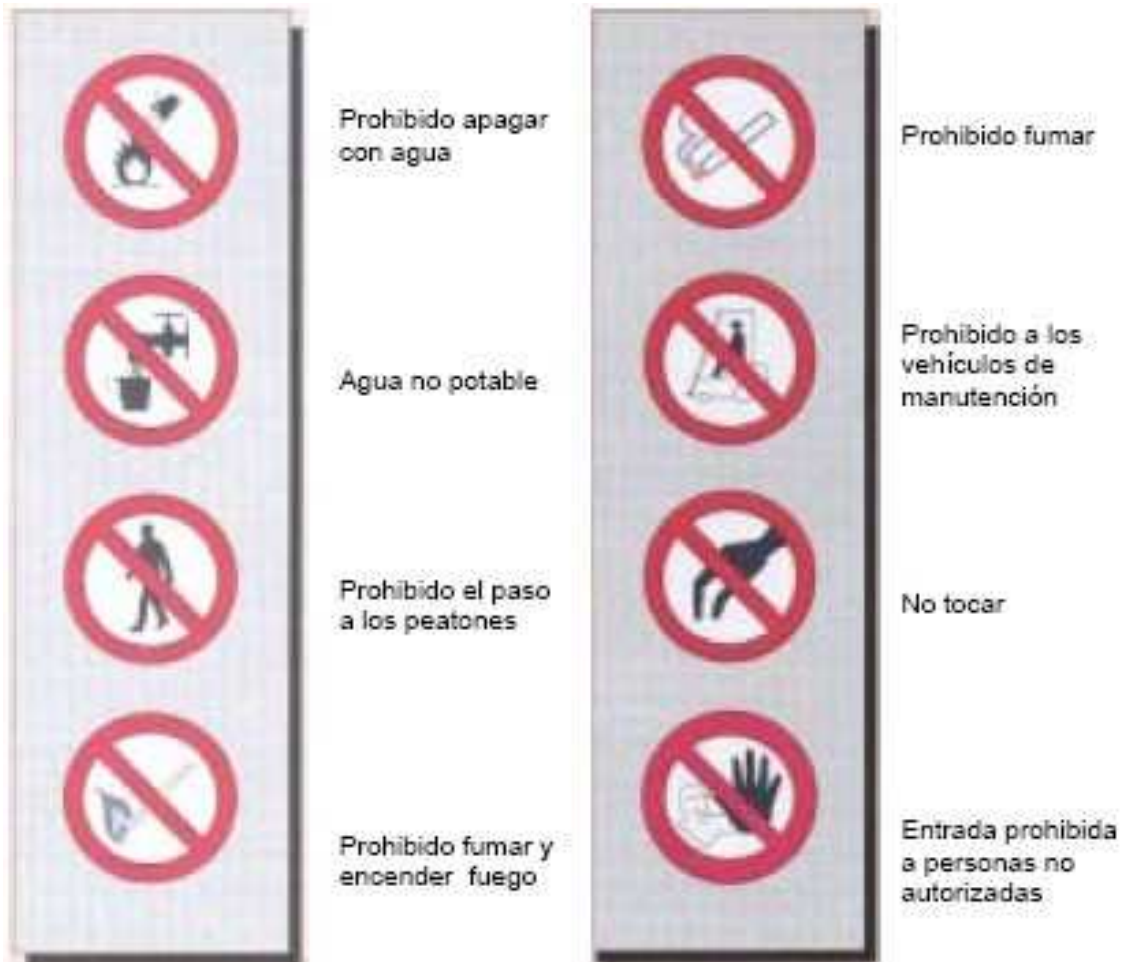 Prohibido apagar
con agua
Agua no potable
Prohibido el paso
a los peatones
Prohibido fumar y
encender fuego
Prohibido fumar
Prohibido a los
vehículos de
manutención
No tocar
Entrada prohibida
a personas no
autorizadas